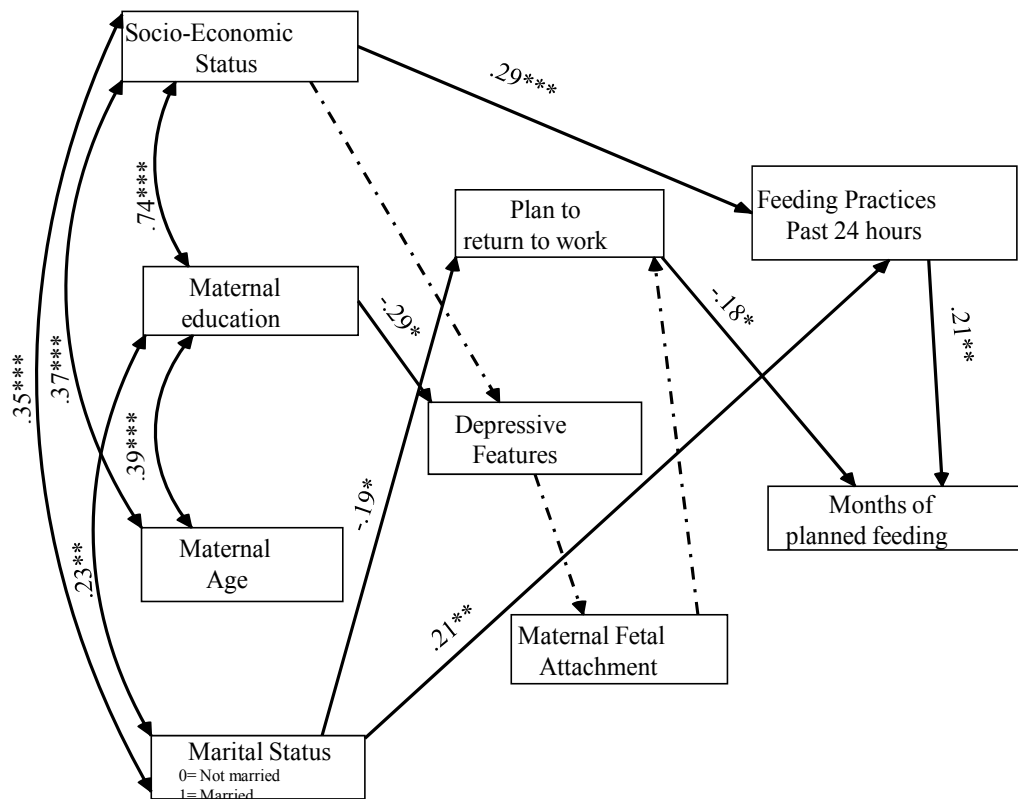 Socio-Economic
Status
.29***
.74***
Plan to
return to work
Feeding Practices
Past 24 hours
Maternal
education
-.29*
-.18*
.21**
.35***
.37***
.39***
Depressive
Features
Months of
planned feeding
-.19*
Maternal
Age
.23**
.21**
Maternal Fetal
Attachment
Marital Status
0= Not married
1= Married